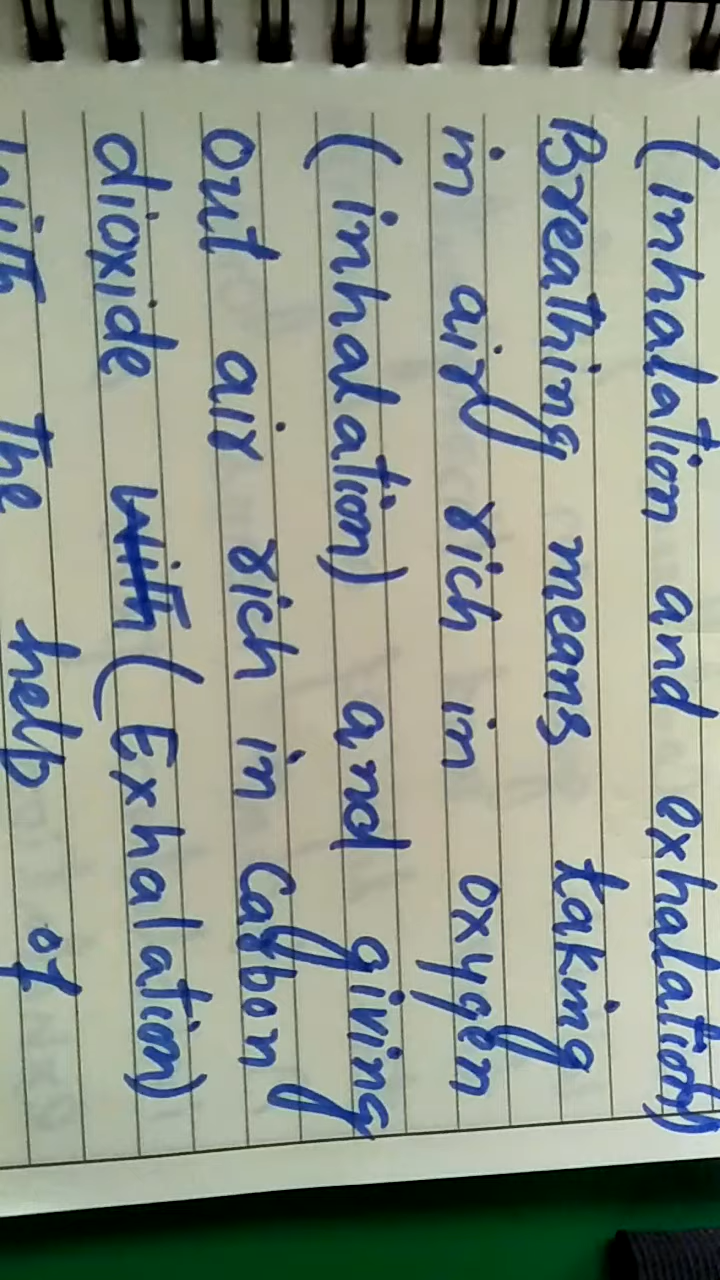 (inhalation and exhalation)
Breathing means taking
in air rich in oxygen
(inhalation) and giving
out air rich in Carbon
dioxide with (Exhalation)
with the help of